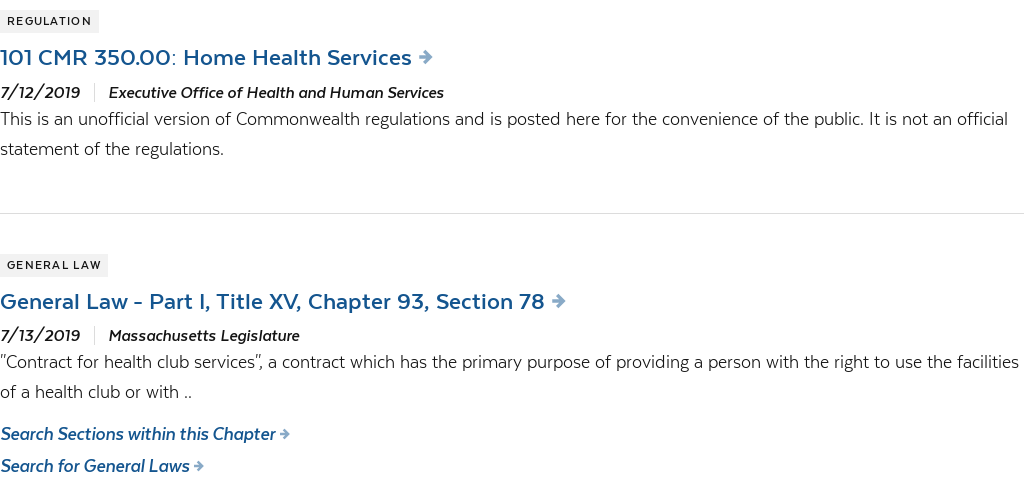 REGULATION
101 CMR 350.00: Home Health Services
7/12/2019 Executive Office of Health and Human Services
This is an unofficial version of Commonwealth regulations and is posted here for the convenience of the public. It is not an official
statement of the regulations.
GENERAL LAW
General Law - Part I, Title XV, Chapter 93, Section 78
7/13/2019 Massachusetts Legislature
"Contract for health club services", a contract which has the primary purpose of providing a person with the right to use the facilities
of a health club or with ..
Search Sections within this Chapter
Search for General Laws